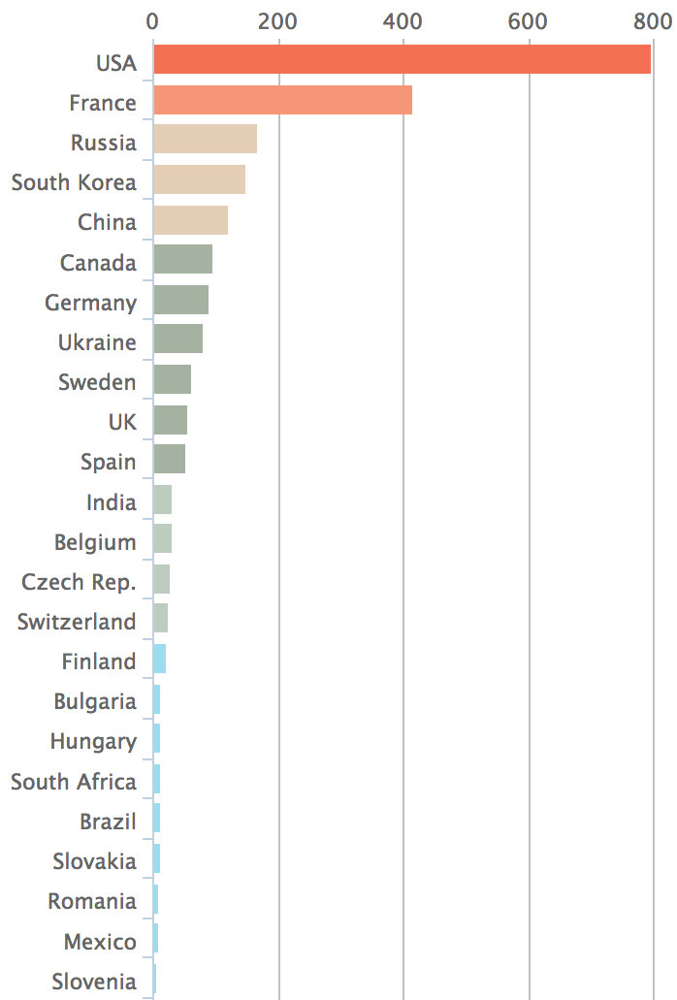 0 200 400 600 800
USA
France
Russia
South Korea
China
Canada
Germany
Ukraine
Sweden
UK
Spain
India
Belgium
Czech Rep.
Switzerland
Finland
Bulgaria
Hungary
South Africa
Brazil
Slovakia
Romania
Mexico
Slovenia